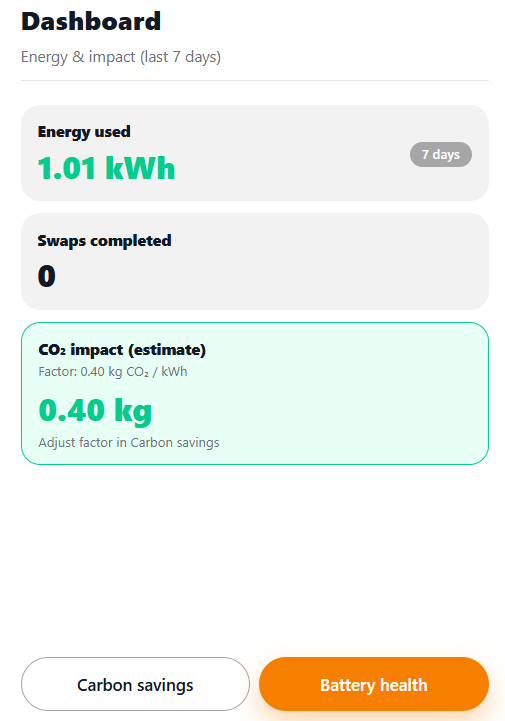 Dashboard
Energy & impact (last 7 days)
Energy used
1.01 kWh
7 days
Swaps completed
0
CO₂ impact (estimate)
Factor: 0.40 kg CO₂ / kWh
0.40 kg
Adjust factor in Carbon savings
Carbon savings
Battery health